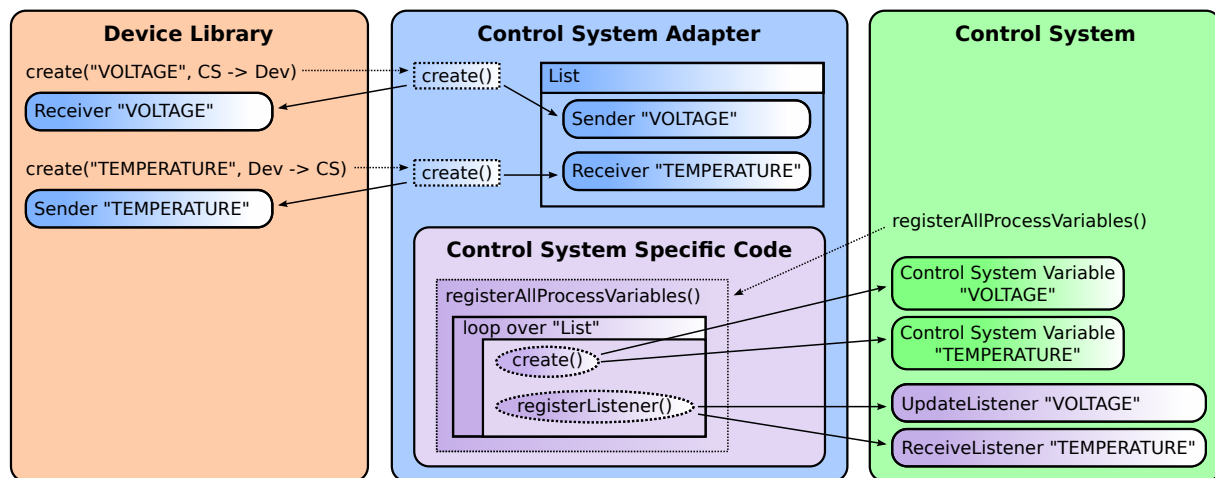 Device Library
create("VOLTAGE", CS -> Dev)
Receiver "VOLTAGE"
create("TEMPERATURE", Dev -> CS)
Sender "TEMPERATURE"
Control System Adapter
create()
create()
List
Sender "VOLTAGE"
Receiver "TEMPERATURE"
Control System Specific Code
registerAllProcessVariables()
loop over "List"
create()
registerListener()
Control System
registerAllProcessVariables()
Control System Variable
"VOLTAGE"
Control System Variable
"TEMPERATURE"
UpdateListener "VOLTAGE"
ReceiveListener "TEMPERATURE"